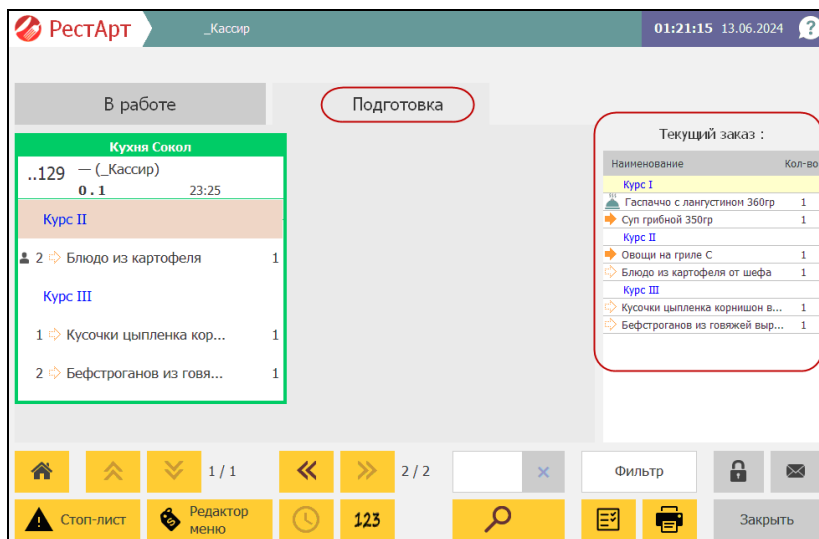 РестАрт
_Кассир
01:21:15 13.06.2024 ?
В работе
Подготовка
Кухня Сокол
..129 — (_Кассир)
0 . 1 23:25
Курс II
2 Блюдо из картофеля 1
Курс III
1 Кусочки цыпленка кор... 1
2 Бефстроганов из говя... 1
Текущий заказ :
Наименование Кол-во
Курс I
Гаспаччо с лангустином 360гр 1
Суп грибной 350гр 1
Курс II
Овощи на гриле С 1
Блюдо из картофеля от шефа 1
Курс III
Кусочки цыпленка корнишон в... 1
Бефстроганов из говяжей выр... 1
1 / 1
2 / 2
Фильтр
Стоп-лист
Редактор
меню
123
Закрыть